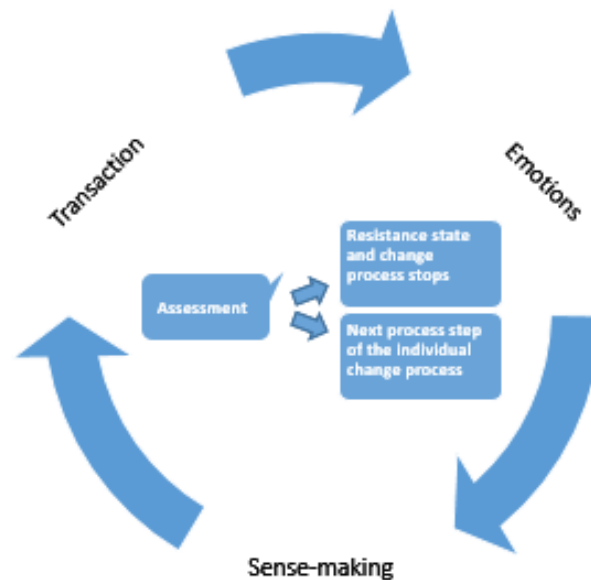 Transaction
Emotions
Resistance state
and change
process stops
Assessment
Next process step
of the individual
change process
Sense-making